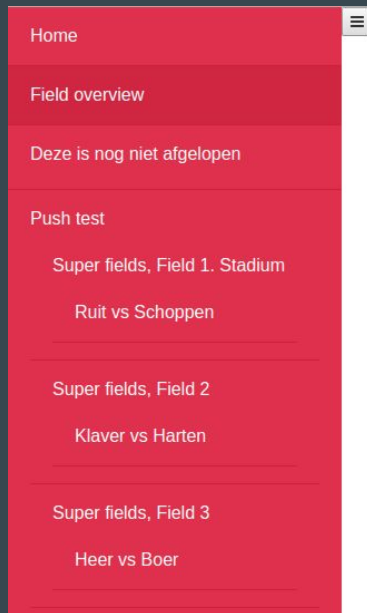 Home
Field overview
Deze is nog niet afgelopen
Push test
Super fields, Field 1. Stadium
Ruit vs Schoppen
Super fields, Field 2
Klaver vs Harten
Super fields, Field 3
Heer vs Boer